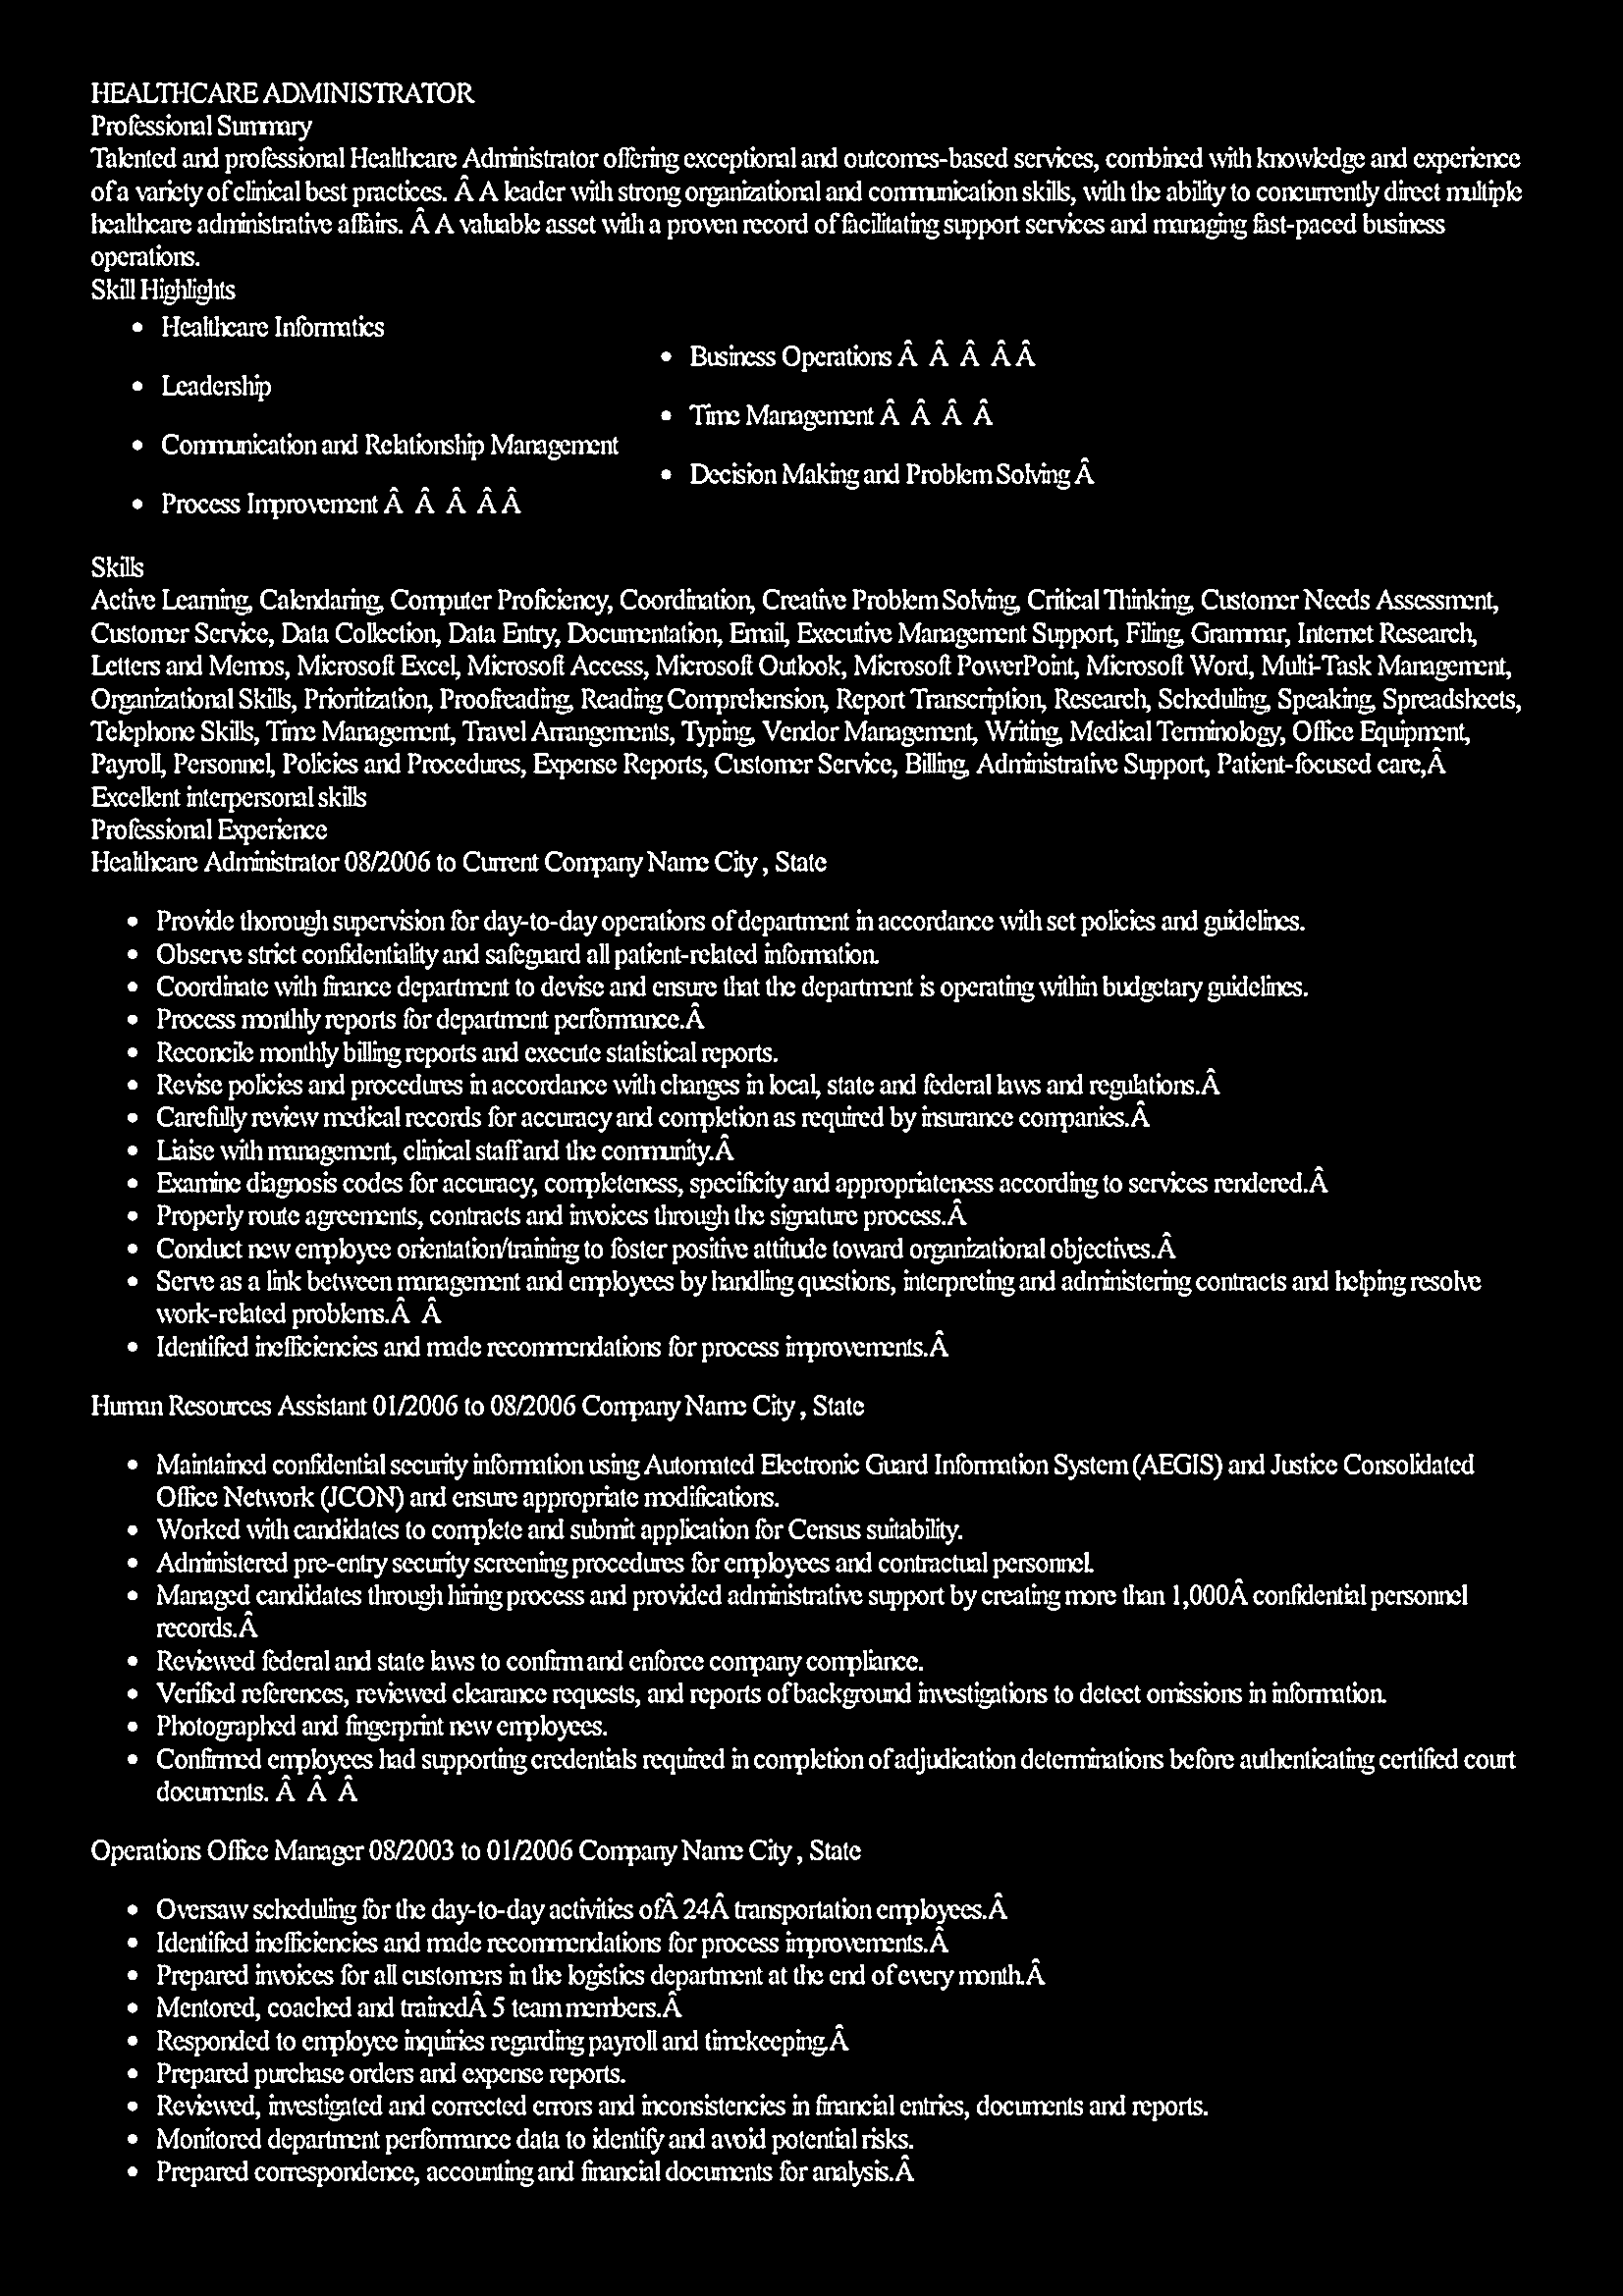 HEALTHCARE ADMINISTRATOR
Professional Summary
Talented and professional Healthcare Administrator offering exceptional and outcomes-based services, combined with knowledge and experience
of a variety of clinical best practices. Â A leader with strong organizational and communication skills, with the ability to concurrently direct multiple
healthcare administrative affairs. Â A valuable asset with a proven record of facilitating support services and managing fast-paced business
operations.
Skill Highlights
• Healthcare Informatics
• Leadership
• Communication and Relationship Management
• Process Improvement Â Â Â Â Â
• Business Operations Â Â Â Â Â
• Time Management Â Â Â Â
• Decision Making and Problem Solving Â
Skills
Active Learning, Calendaring, Computer Proficiency, Coordination, Creative Problem Solving, Critical Thinking, Customer Needs Assessment,
Customer Service, Data Collection, Data Entry, Documentation, Email, Executive Management Support, Filing, Grammar, Internet Research,
Letters and Memos, Microsoft Excel, Microsoft Access, Microsoft Outlook, Microsoft PowerPoint, Microsoft Word, Multi-Task Management,
Organizational Skills, Prioritization, Proofreading, Reading Comprehension, Report Transcription, Research, Scheduling, Speaking, Spreadsheets,
Telephone Skills, Time Management, Travel Arrangements, Typing, Vendor Management, Writing, Medical Terminology, Office Equipment,
Payroll, Personnel, Policies and Procedures, Expense Reports, Customer Service, Billing, Administrative Support, Patient-focused care,Â
Excellent interpersonal skills
Professional Experience
Healthcare Administrator 08/2006 to Current Company Name City , State
• Provide thorough supervision for day-to-day operations of department in accordance with set policies and guidelines.
• Observe strict confidentiality and safeguard all patient-related information.
• Coordinate with finance department to devise and ensure that the department is operating within budgetary guidelines.
• Process monthly reports for department performance.Â
• Reconcile monthly billing reports and execute statistical reports.
• Revise policies and procedures in accordance with changes in local, state and federal laws and regulations.Â
• Carefully review medical records for accuracy and completion as required by insurance companies.Â
• Liaise with management, clinical staff and the community.Â
• Examine diagnosis codes for accuracy, completeness, specificity and appropriateness according to services rendered.Â
• Properly route agreements, contracts and invoices through the signature process.Â
• Conduct new employee orientation/training to foster positive attitude toward organizational objectives.Â
• Serve as a link between management and employees by handling questions, interpreting and administering contracts and helping resolve
work-related problems.Â Â
• Identified inefficiencies and made recommendations for process improvements.Â
Human Resources Assistant 01/2006 to 08/2006 Company Name City , State
• Maintained confidential security information using Automated Electronic Guard Information System (AEGIS) and Justice Consolidated
Office Network (JCON) and ensure appropriate modifications.
• Worked with candidates to complete and submit application for Census suitability.
• Administered pre-entry security screening procedures for employees and contractual personnel.
• Managed candidates through hiring process and provided administrative support by creating more than 1,000Â confidential personnel
records.Â
• Reviewed federal and state laws to confirm and enforce company compliance.
• Verified references, reviewed clearance requests, and reports of background investigations to detect omissions in information.
• Photographed and fingerprint new employees.
• Confirmed employees had supporting credentials required in completion of adjudication determinations before authenticating certified court
documents. Â Â Â
Operations Office Manager 08/2003 to 01/2006 Company Name City , State
• Oversaw scheduling for the day-to-day activities ofÂ 24Â transportation employees.Â
• Identified inefficiencies and made recommendations for process improvements.Â
• Prepared invoices for all customers in the logistics department at the end of every month.Â
• Mentored, coached and trainedÂ 5 team members.Â
• Responded to employee inquiries regarding payroll and timekeeping.Â
• Prepared purchase orders and expense reports.
• Reviewed, investigated and corrected errors and inconsistencies in financial entries, documents and reports.
• Monitored department performance data to identify and avoid potential risks.
• Prepared correspondence, accounting and financial documents for analysis.Â